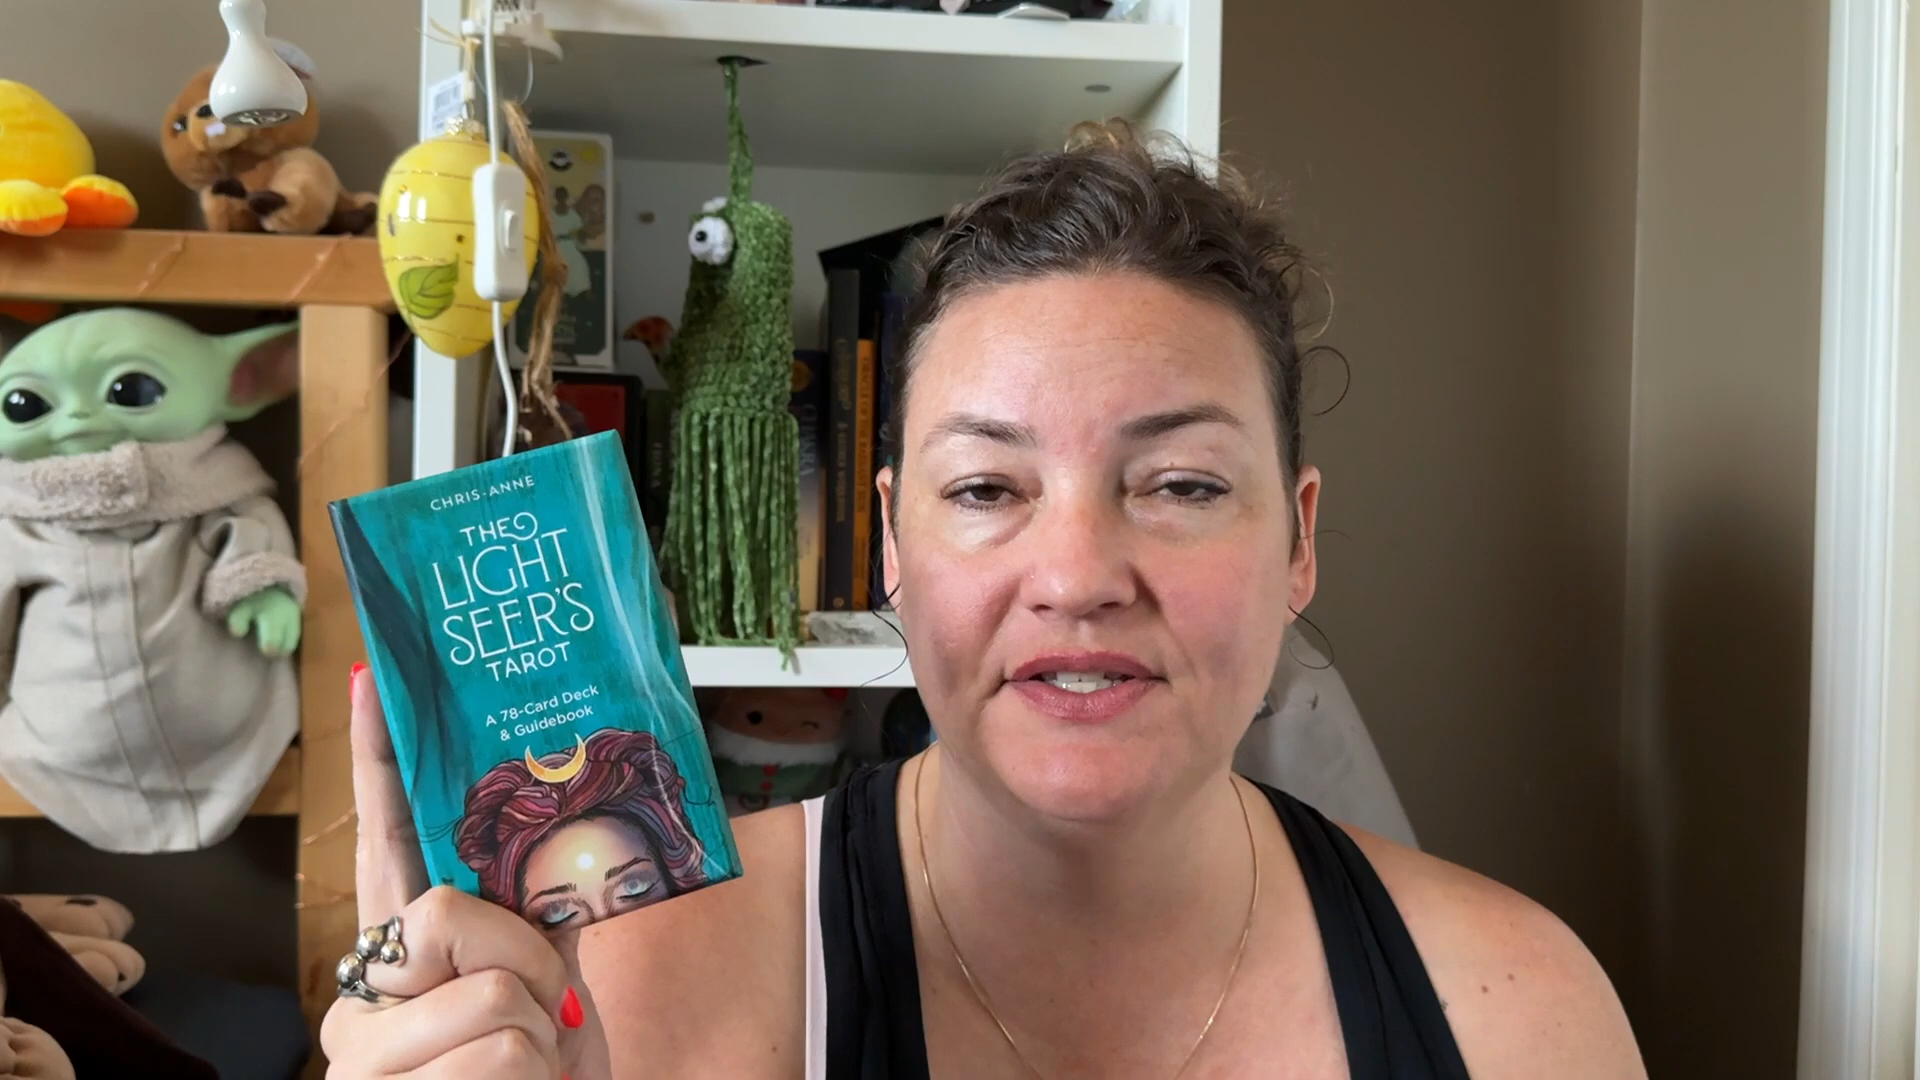 CHRIS-ANNE
THE
LIGHT
SEER'S
TAROT
A 78-Card Deck
& Guidebook